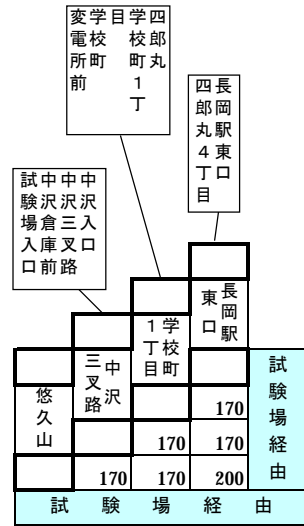 四郎丸
学校町1丁目
学校町
変電所前
長岡駅東口
四郎丸4丁目
中沢入口
中沢三叉路
中沢倉庫前
試験場入口
長岡駅東口
学校町1丁目
中沢三叉路
悠久山
170
170 170
170 170 200
試験場経由
試験場経由